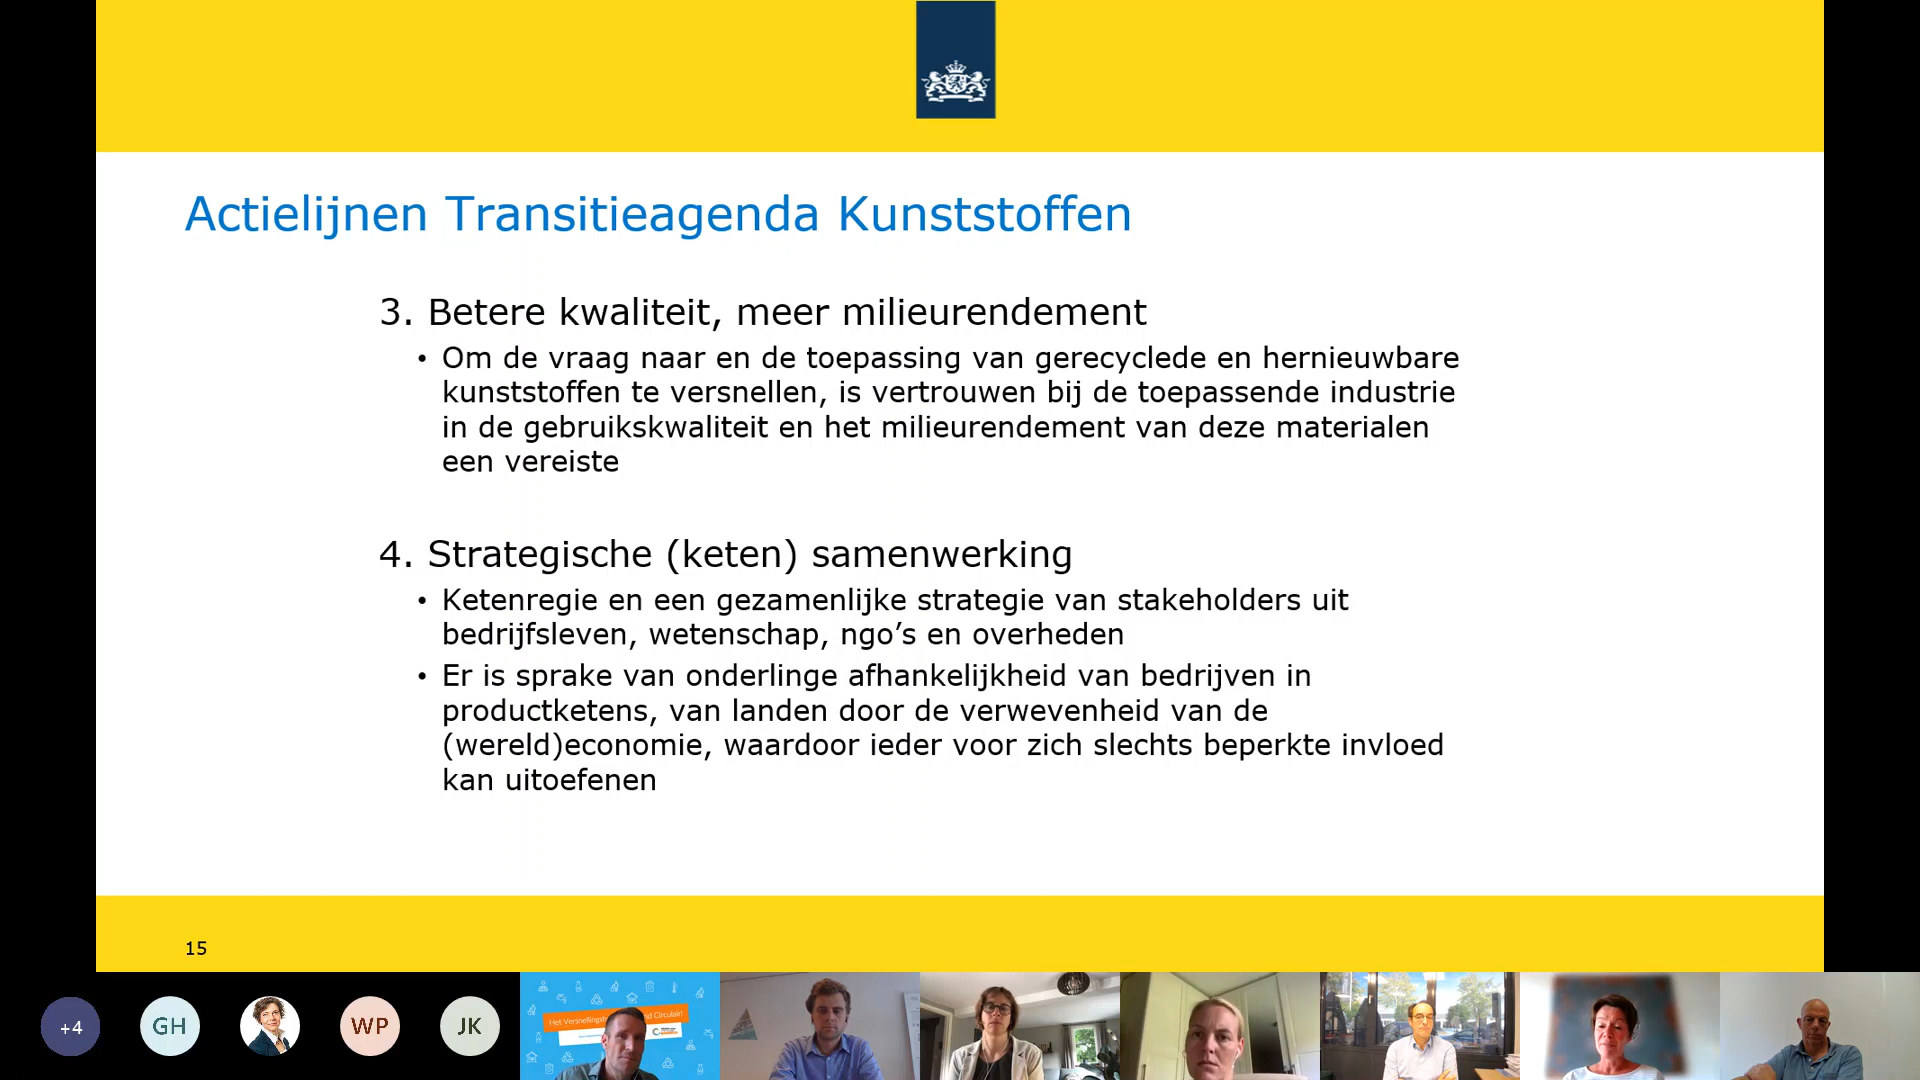 Actielijnen Transitieagenda Kunststoffen
3. Betere kwaliteit, meer milieurendement
• Om de vraag naar en de toepassing van gerecyclede en hernieuwbare
kunststoffen te versnellen, is vertrouwen bij de toepassende industrie
in de gebruikskwaliteit en het milieurendement van deze materialen
een vereiste
4. Strategische (keten) samenwerking
• Ketenregie en een gezamenlijke strategie van stakeholders uit
bedrijfsleven, wetenschap, ngo’s en overheden
• Er is sprake van onderlinge afhankelijkheid van bedrijven in
productketens, van landen door de verwevenheid van de
(wereld)economie, waardoor ieder voor zich slechts beperkte invloed
kan uitoefenen
15
+4
GH
WP
JK
Het Versnellings nd Circulair!